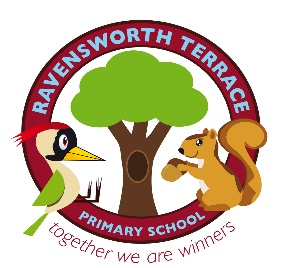 RAVENSWORTH TERRACE
PRIMARY SCHOOL
together we are winners